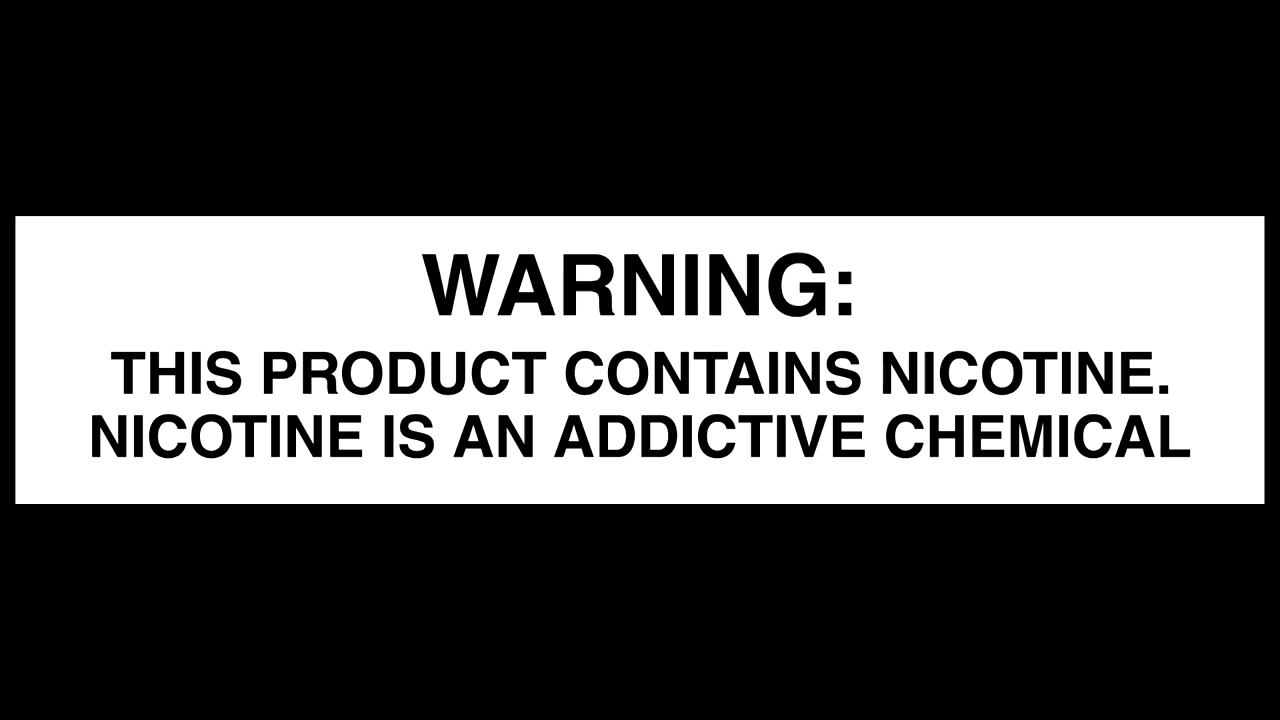 WARNING:
THIS PRODUCT CONTAINS NICOTINE.
NICOTINE IS AN ADDICTIVE CHEMICAL